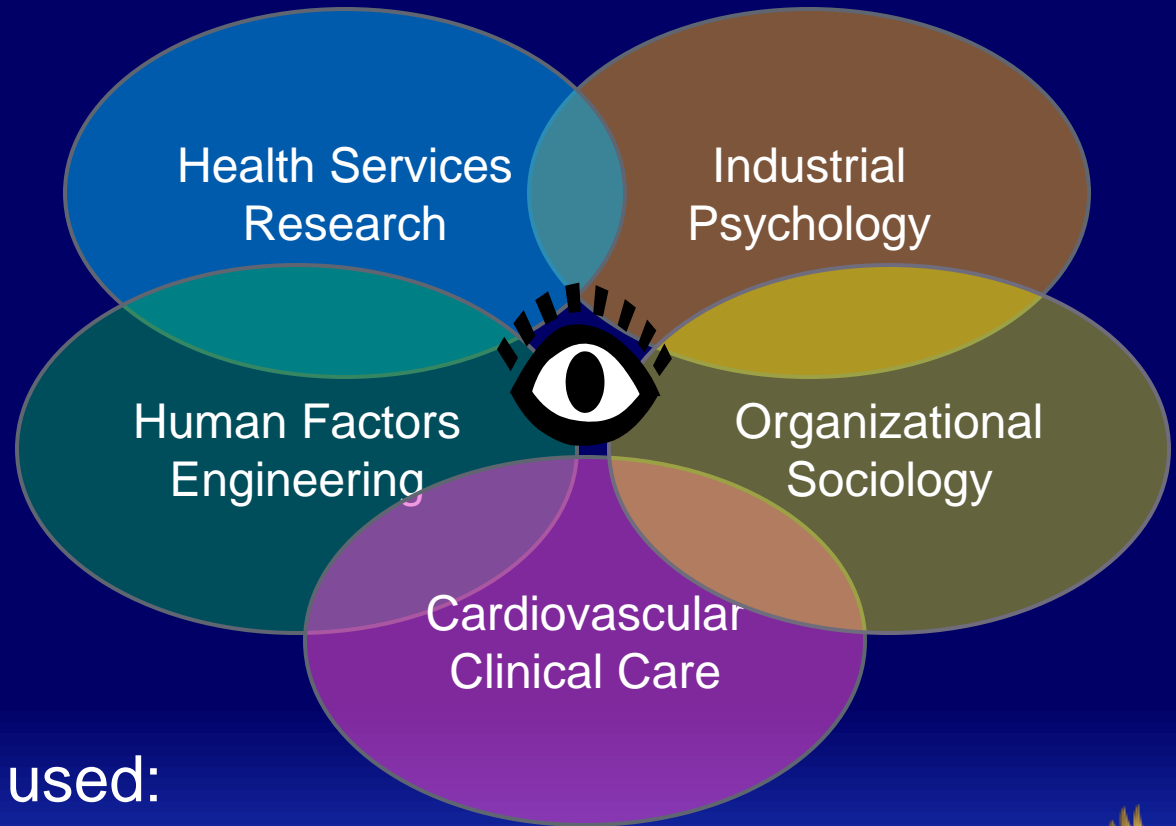 Health Services
Research
Industrial
Psychology
Human Factors
Engineering
Organizational
Sociology
Cardiovascular
Clinical Care
used: